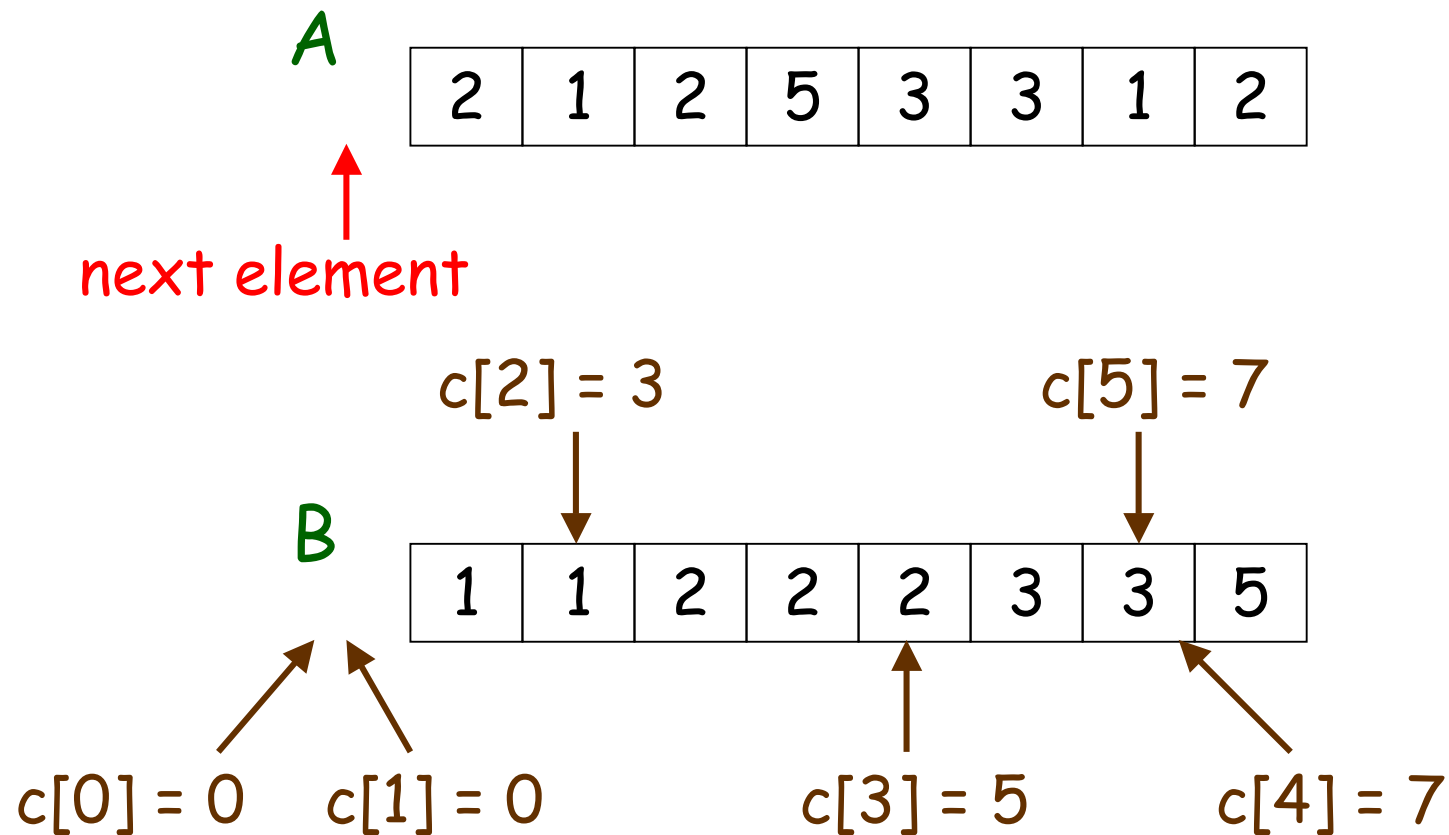 A
2 1 2 5 3 3 1 2
next element
c[2] = 3
c[5] = 7
B
1 1 2 2 2 3 3 5
c[0] = 0
c[1] = 0
c[3] = 5
c[4] = 7